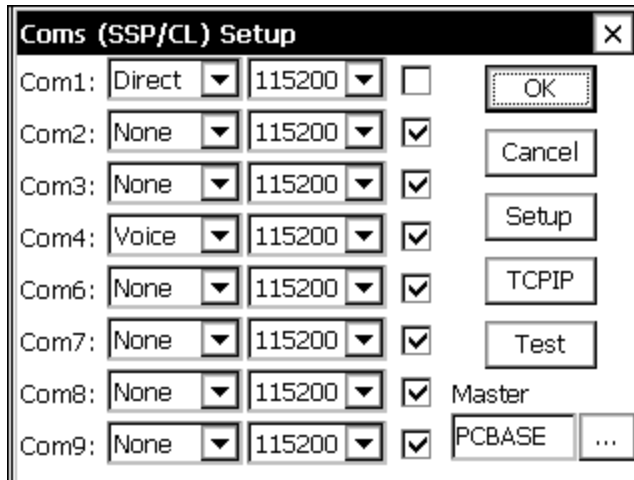 Coms (SSP/CL) Setup
Com1: Direct 115200 OK
Com2: None 115200 Cancel
Com3: None 115200
Com4: Voice 115200 Setup
Com6: None 115200 TCPIP
Com7: None 115200 Test
Com8: None 115200 Master
Com9: None 115200 PCBASE ...